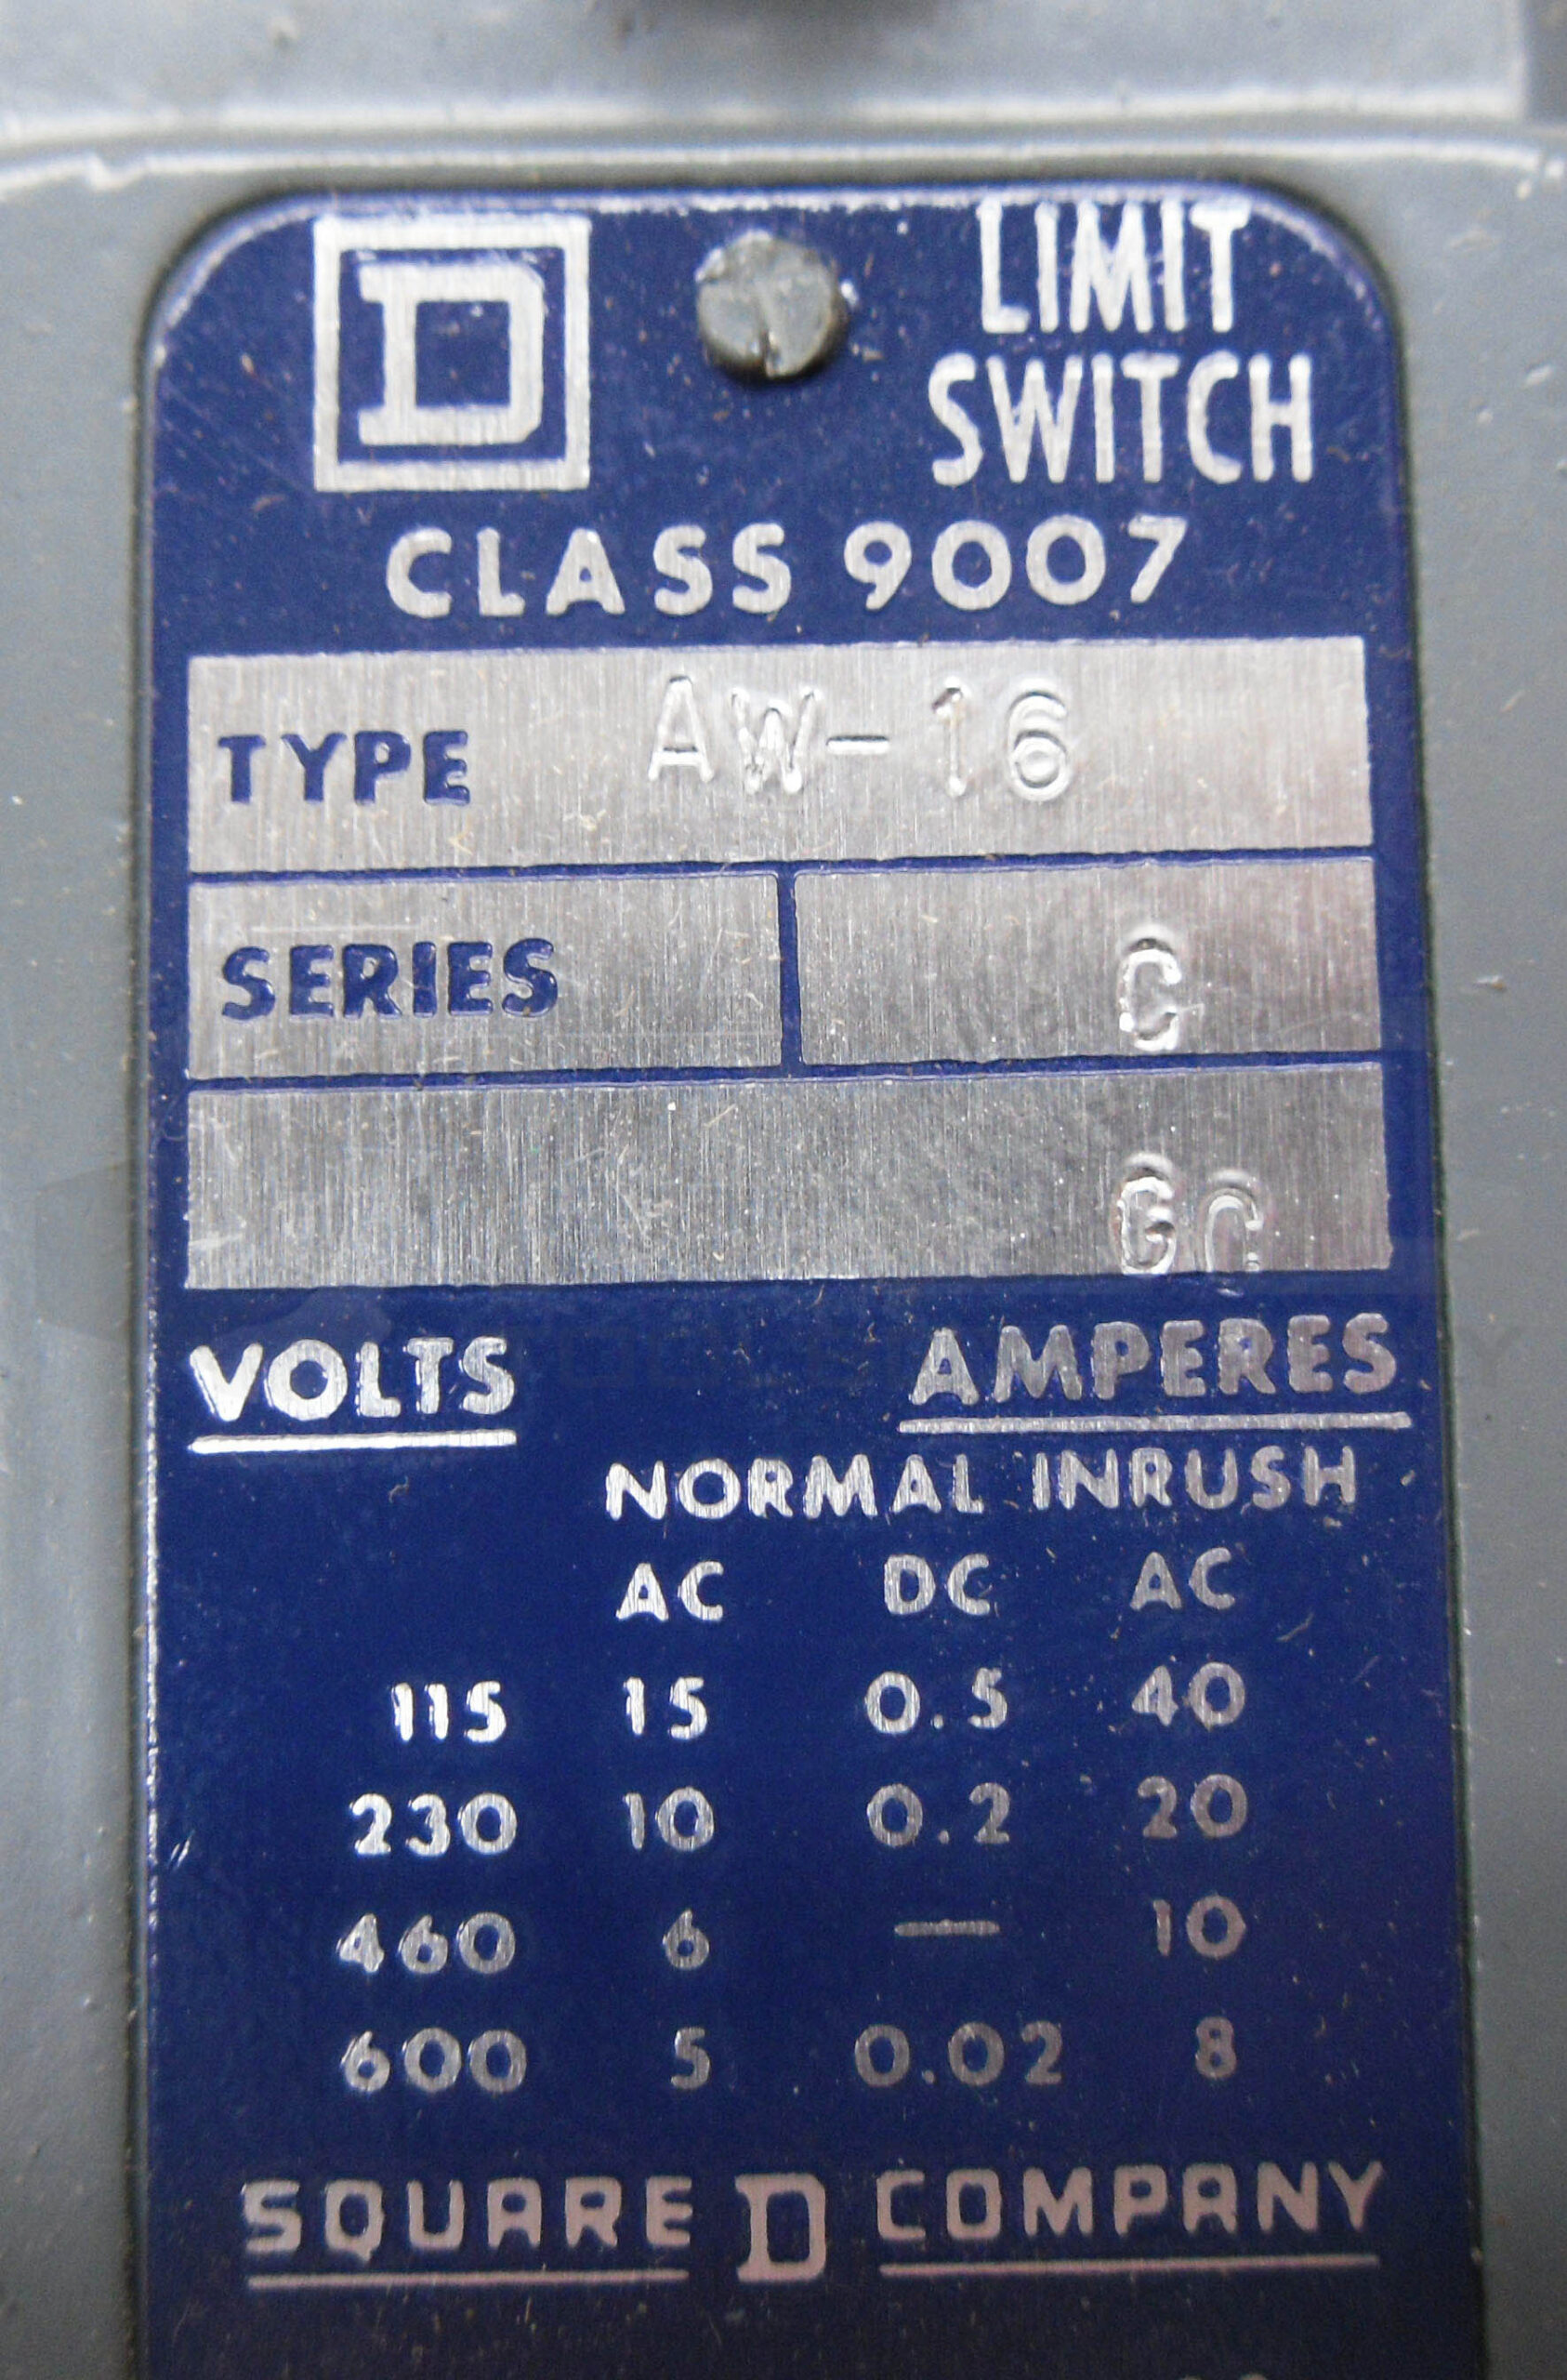 D
LIMIT
SWITCH
CLASS 9007
TYPE AW-16
SERIES C
GC
VOLTS AMPERES
NORMAL INRUSH
AC DC AC
115 15 0.5 40
230 10 0.2 20
460 6 — 10
600 5 0.02 8
SQUARE D COMPANY